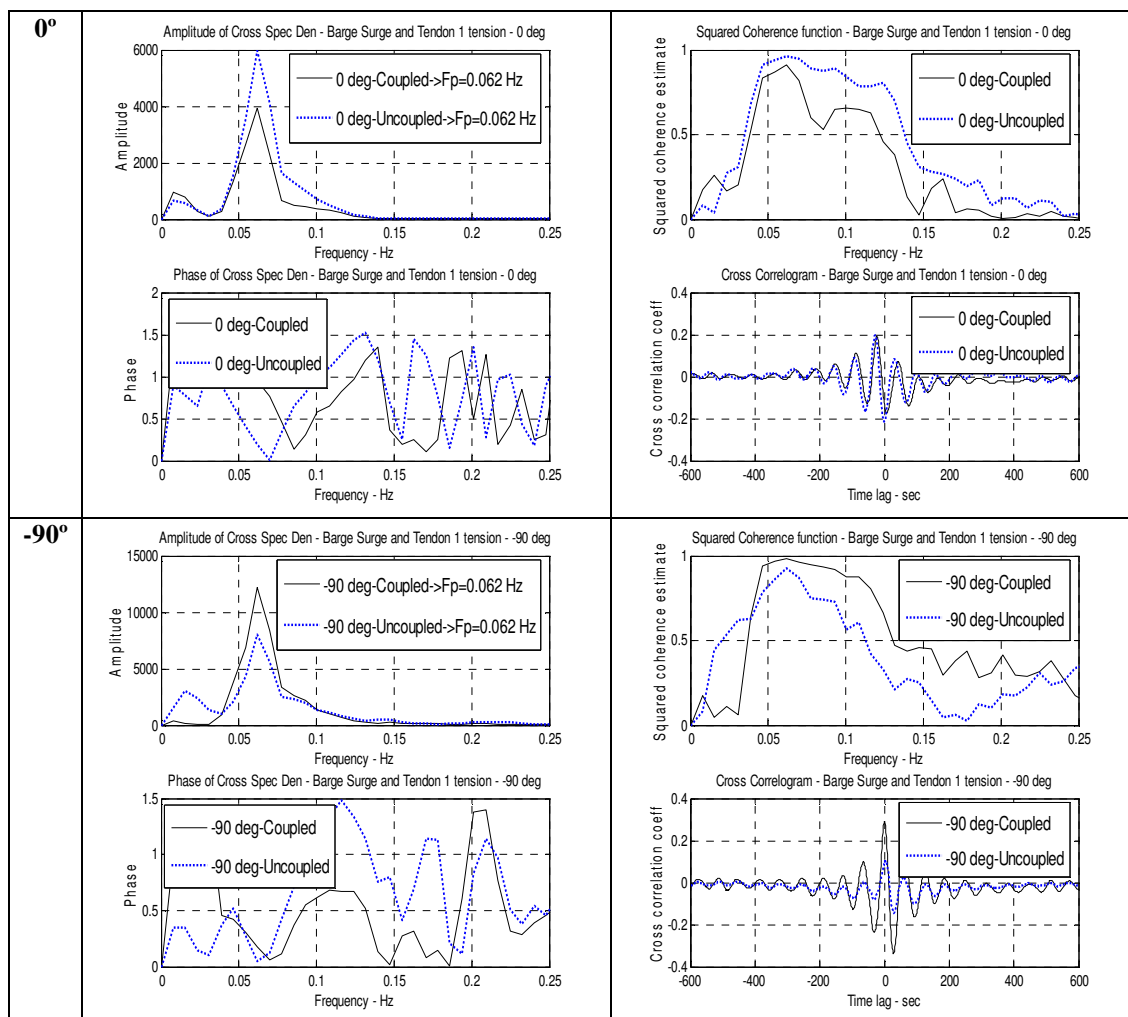 0º
Amplitude of Cross Spec Den - Barge Surge and Tendon 1 tension - 0 deg
Amplitude
6000
4000
2000
0
0 deg-Coupled->Fp=0.062 Hz
0 deg-Uncoupled->Fp=0.062 Hz
0 0.05 0.1 0.15 0.2 0.25
Frequency - Hz
Squared Coherence function - Barge Surge and Tendon 1 tension - 0 deg
Squared coherence estimate
1
0.5
0
0 deg-Coupled
0 deg-Uncoupled
0 0.05 0.1 0.15 0.2 0.25
Frequency - Hz
Phase of Cross Spec Den - Barge Surge and Tendon 1 tension - 0 deg
Phase
2
1.5
1
0.5
0
0 deg-Coupled
0 deg-Uncoupled
0 0.05 0.1 0.15 0.2 0.25
Frequency - Hz
Cross Correlogram - Barge Surge and Tendon 1 tension - 0 deg
Cross correlation coeff
0.4
0.2
0
-0.2
-0.4
0 deg-Coupled
0 deg-Uncoupled
-600 -400 -200 0 200 400 600
Time lag - sec
-90º
Amplitude of Cross Spec Den - Barge Surge and Tendon 1 tension - -90 deg
Amplitude
15000
10000
5000
0
-90 deg-Coupled->Fp=0.062 Hz
-90 deg-Uncoupled->Fp=0.062 Hz
0 0.05 0.1 0.15 0.2 0.25
Frequency - Hz
Squared Coherence function - Barge Surge and Tendon 1 tension - -90 deg
Squared coherence estimate
1
0.5
0
-90 deg-Coupled
-90 deg-Uncoupled
0 0.05 0.1 0.15 0.2 0.25
Frequency - Hz
Phase of Cross Spec Den - Barge Surge and Tendon 1 tension - -90 deg
Phase
1.5
1
0.5
0
-90 deg-Coupled
-90 deg-Uncoupled
0 0.05 0.1 0.15 0.2 0.25
Frequency - Hz
Cross Correlogram - Barge Surge and Tendon 1 tension - -90 deg
Cross correlation coeff
0.4
0.2
0
-0.2
-0.4
-90 deg-Coupled
-90 deg-Uncoupled
-600 -400 -200 0 200 400 600
Time lag - sec